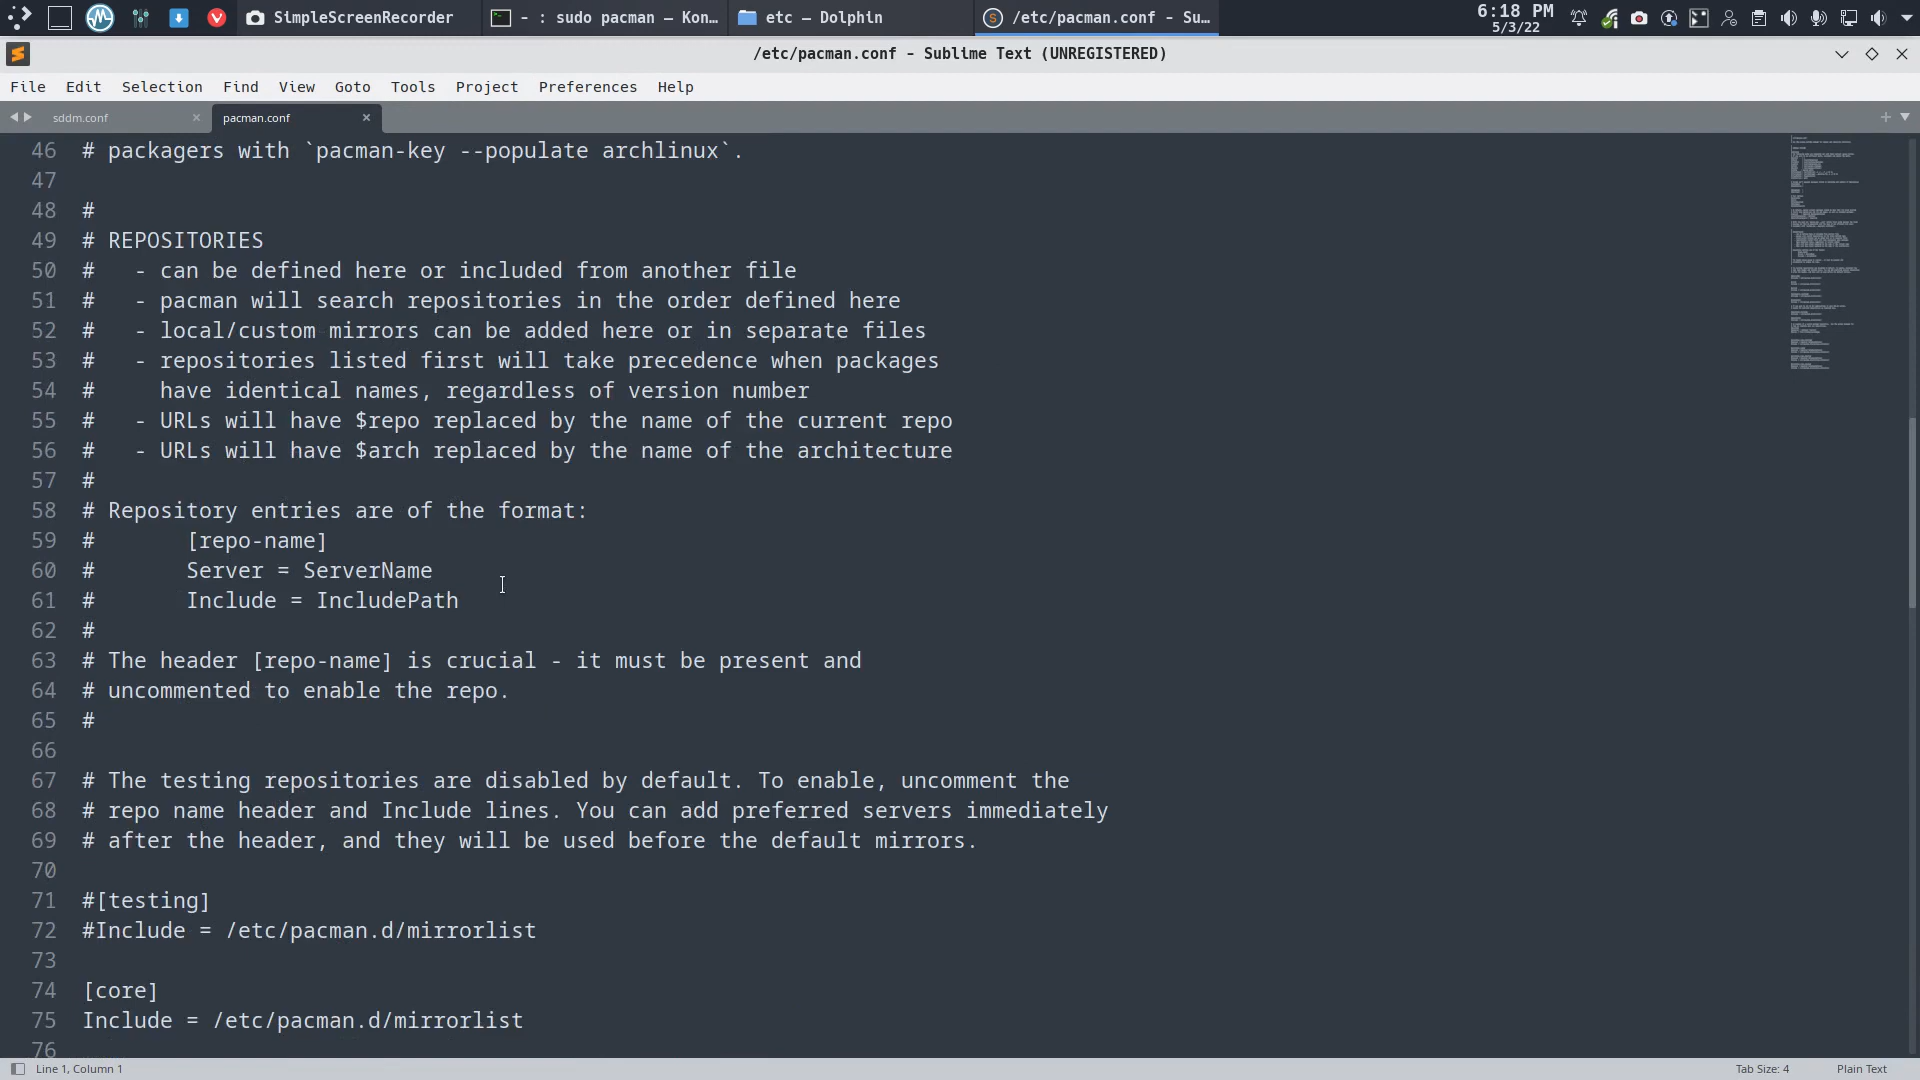 SimpleScreenRecorder
- : sudo pacman — Kon...
etc — Dolphin
/etc/pacman.conf - Su...
6:18 PM
5/3/22
/etc/pacman.conf - Sublime Text (UNREGISTERED)
File Edit Selection Find View Goto Tools Project Preferences Help
sddm.conf
pacman.conf
46 # packagers with `pacman-key --populate archlinux`.
47
48 #
49 # REPOSITORIES
50 #   - can be defined here or included from another file
51 #   - pacman will search repositories in the order defined here
52 #   - local/custom mirrors can be added here or in separate files
53 #   - repositories listed first will take precedence when packages
54 #     have identical names, regardless of version number
55 #   - URLs will have $repo replaced by the name of the current repo
56 #   - URLs will have $arch replaced by the name of the architecture
57 #
58 # Repository entries are of the format:
59 #       [repo-name]
60 #       Server = ServerName
61 #       Include = IncludePath
62 #
63 # The header [repo-name] is crucial - it must be present and
64 # uncommented to enable the repo.
65 #
66
67 # The testing repositories are disabled by default. To enable, uncomment the
68 # repo name header and Include lines. You can add preferred servers immediately
69 # after the header, and they will be used before the default mirrors.
70
71 #[testing]
72 #Include = /etc/pacman.d/mirrorlist
73
74 [core]
75 Include = /etc/pacman.d/mirrorlist
76
Line 1, Column 1
Tab Size: 4
Plain Text